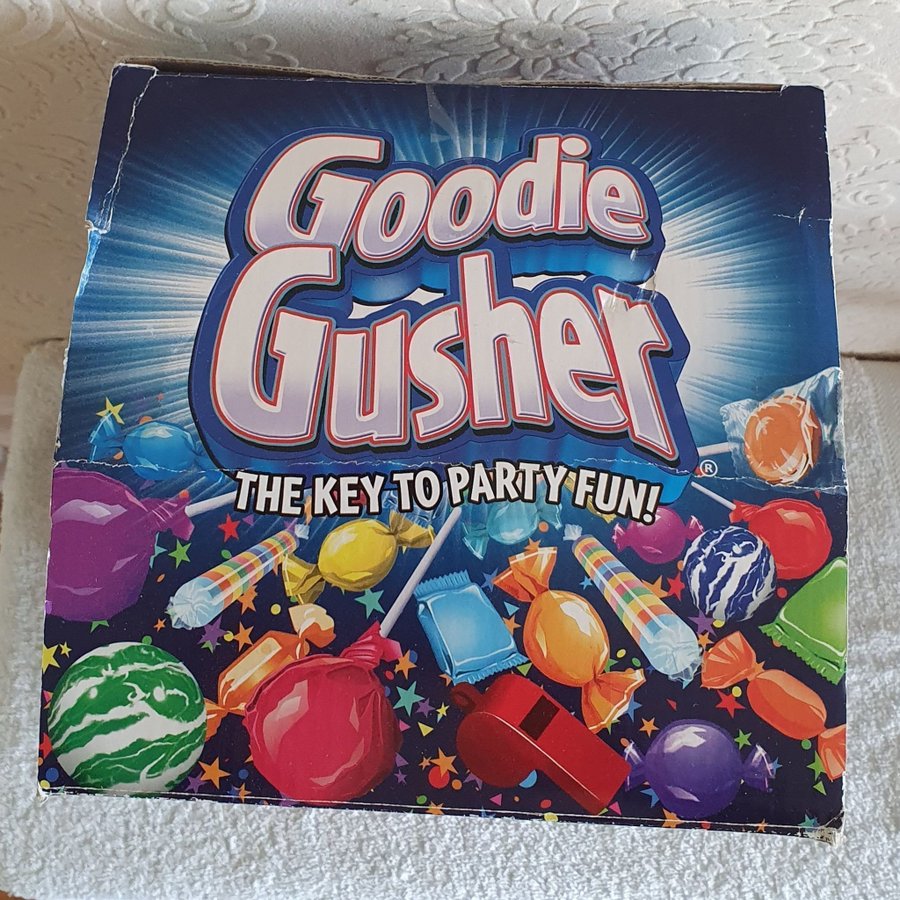 Goodie
Gusher
®
THE KEY TO PARTY FUN!